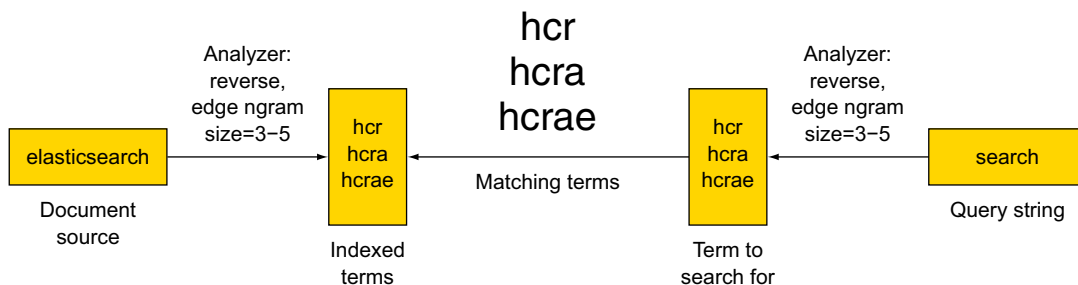 hcr
hcra
hcrae
Analyzer:
reverse,
edge ngram
size=3−5
Analyzer:
reverse,
edge ngram
size=3−5
elasticsearch
hcr
hcra
hcrae
hcr
hcra
hcrae
search
Matching terms
Document
source
Query string
Indexed
terms
Term to
search for